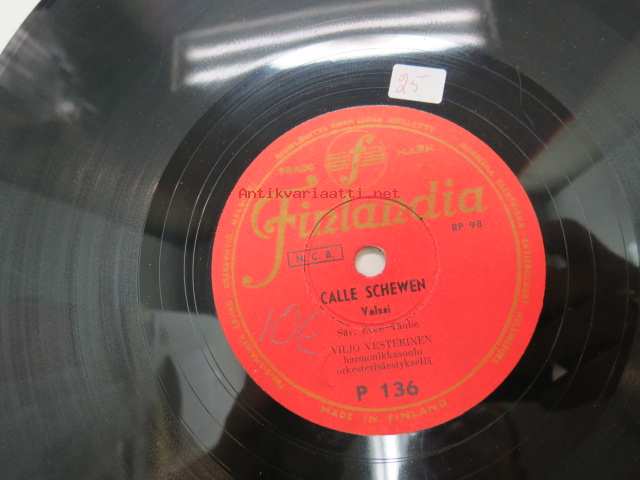 25
TRADE MARK
Antikvariaatti.net
Finlandia
RP 98
N. C. B.
CALLE SCHEWEN
Valssi
Säv.
VILJO VESTERINEN
harmonikkasoolo
orkesterisäestyksellä
P 136
MADE IN FINLAND